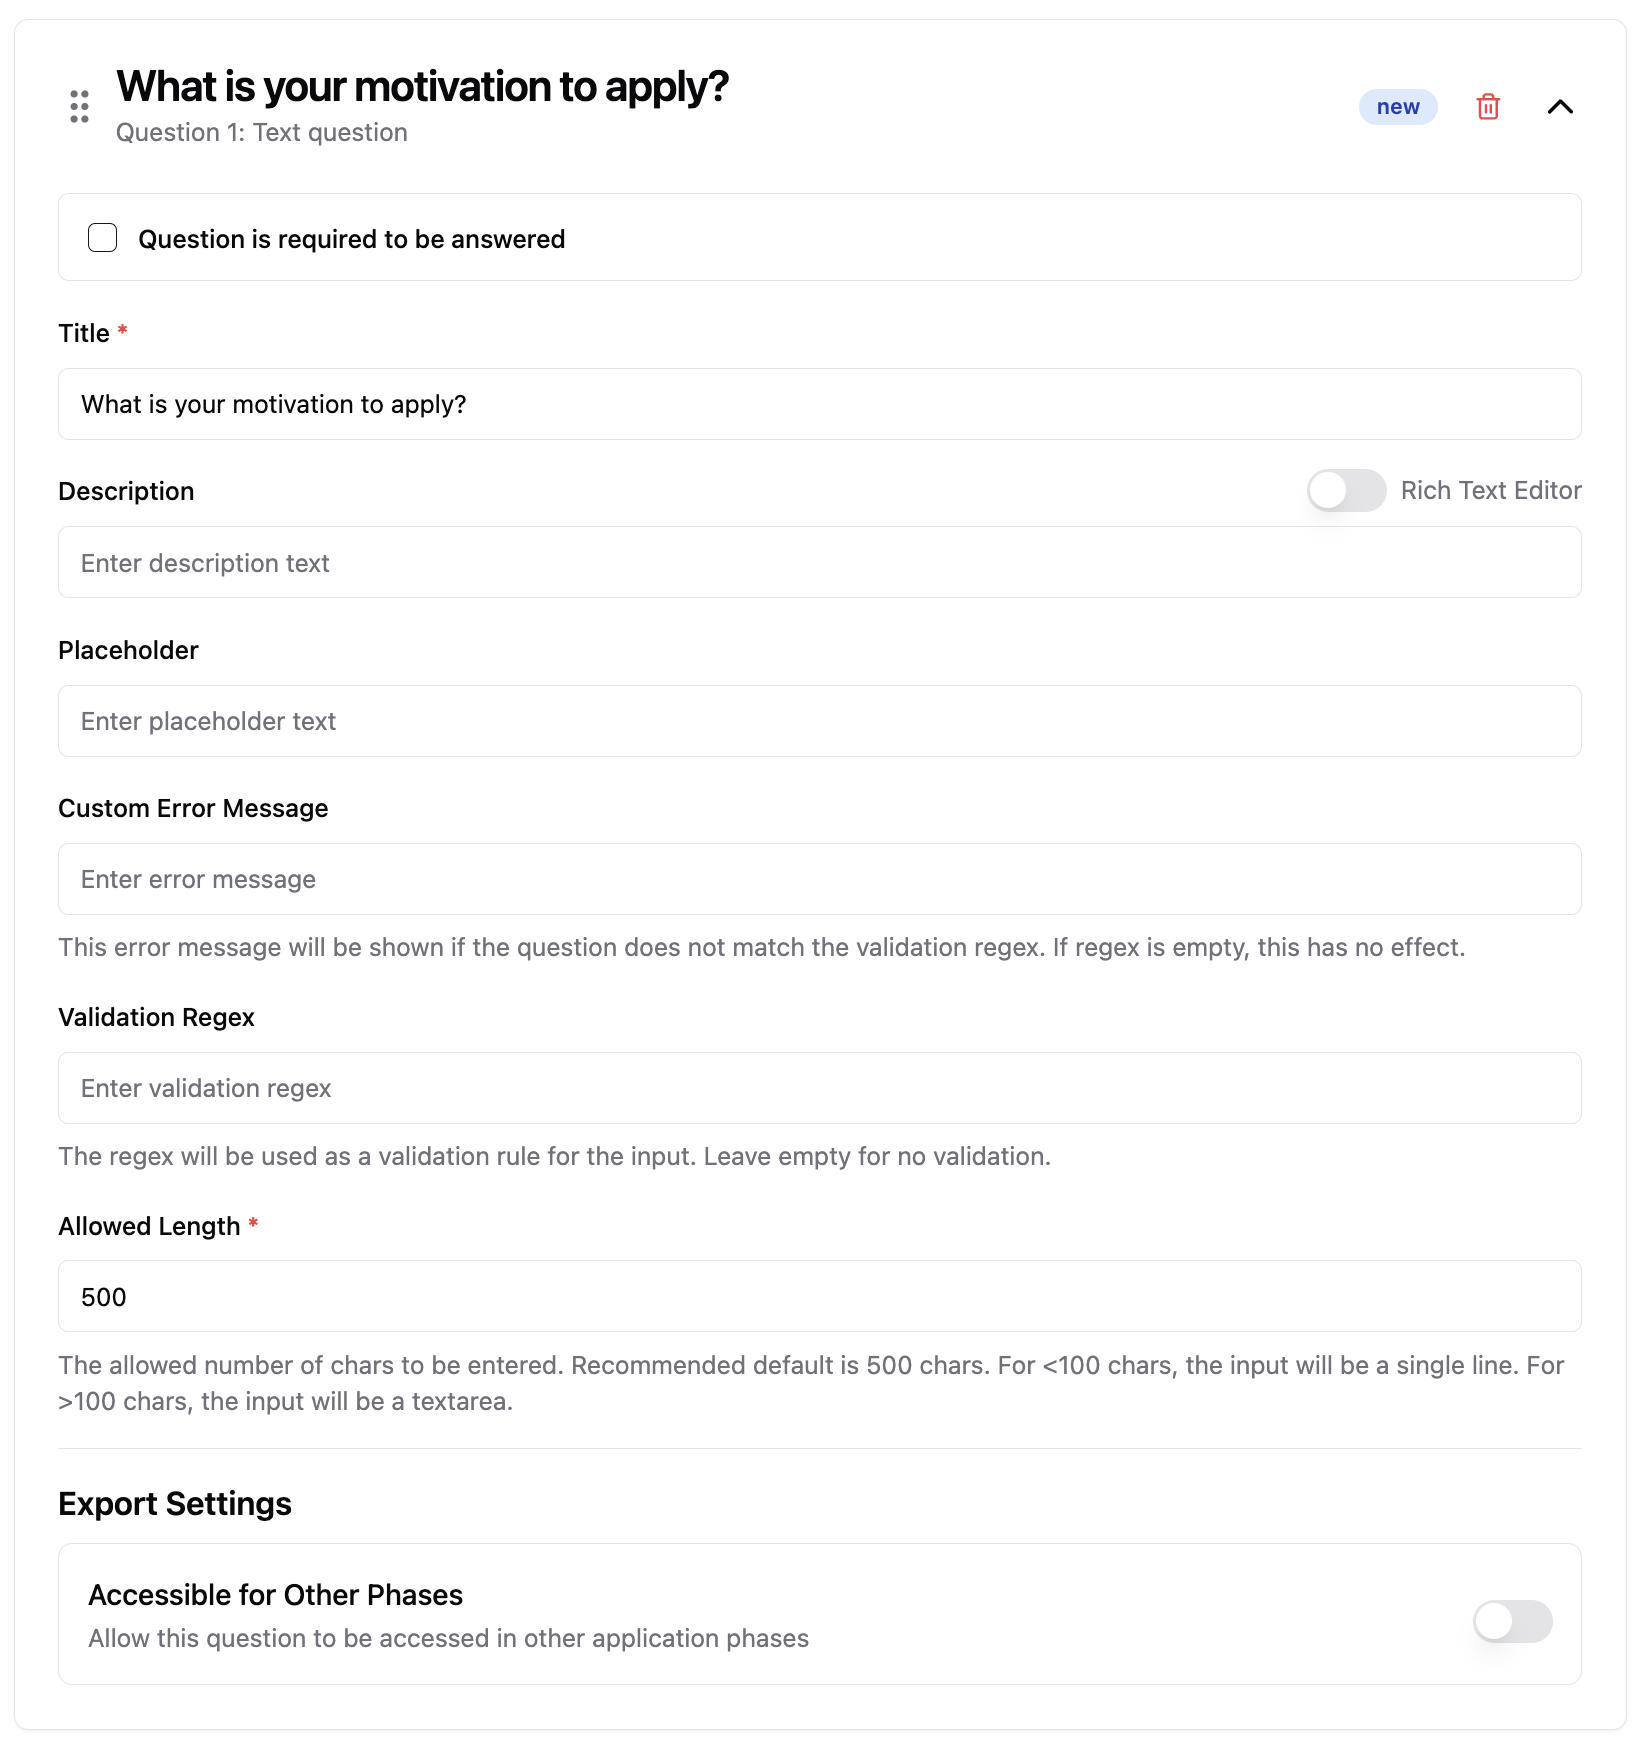 What is your motivation to apply?
Question 1: Text question
new
Question is required to be answered
Title *
What is your motivation to apply?
Description
Rich Text Editor
Enter description text
Placeholder
Enter placeholder text
Custom Error Message
Enter error message
This error message will be shown if the question does not match the validation regex. If regex is empty, this has no effect.
Validation Regex
Enter validation regex
The regex will be used as a validation rule for the input. Leave empty for no validation.
Allowed Length *
500
The allowed number of chars to be entered. Recommended default is 500 chars. For <100 chars, the input will be a single line. For
>100 chars, the input will be a textarea.
Export Settings
Accessible for Other Phases
Allow this question to be accessed in other application phases